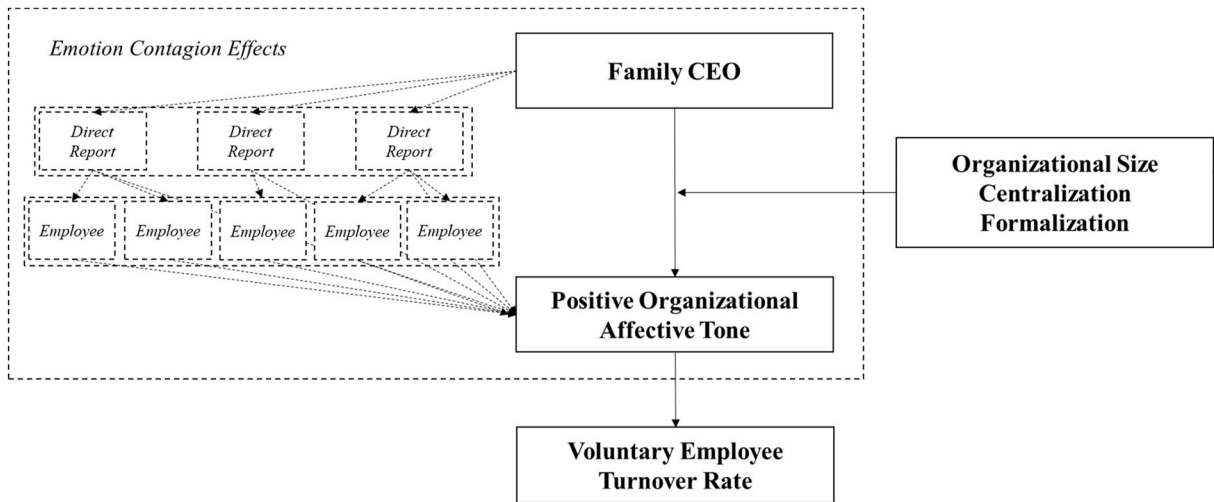 Emotion Contagion Effects
Family CEO
Direct
Report
Direct
Report
Direct
Report
Organizational Size
Centralization
Formalization
Employee
Employee
Employee
Employee
Employee
Positive Organizational
Affective Tone
Voluntary Employee
Turnover Rate